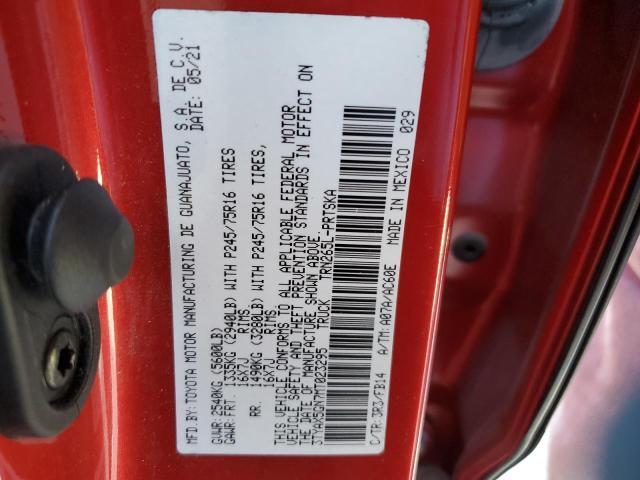 MFD. BY: TOYOTA MOTOR MANUFACTURING DE GUANAJUATO, S.A. DE C.V.
DATE: 05/21
GVWR: 2540KG (5600LB)
GAWR: FRT. 1335KG (2940LB) WITH P245/75R16 TIRES,
16X7J RIMS,
RR. 1490KG (3280LB) WITH P245/75R16 TIRES,
16X7J RIMS,
THIS VEHICLE CONFORMS TO ALL APPLICABLE FEDERAL MOTOR
VEHICLE SAFETY AND THEFT PREVENTION STANDARDS IN EFFECT ON
THE DATE OF MANUFACTURE SHOWN ABOVE.
3TYAX5GN7MT023295 TRUCK TRN265L-PRTSKA
C/TR:3R3/FB14 A/TM:A07A/AC60E MADE IN MEXICO 029